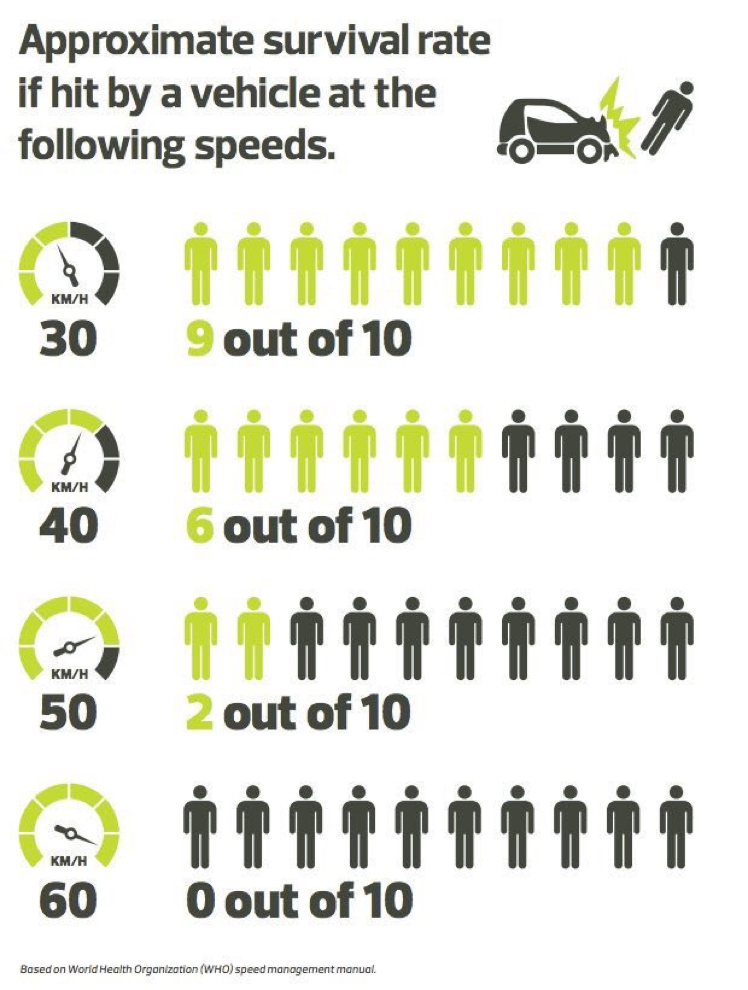 Approximate survival rate
if hit by a vehicle at the
following speeds.
KM/H
30
9 out of 10
KM/H
40
6 out of 10
KM/H
50
2 out of 10
KM/H
60
0 out of 10
Based on World Health Organization (WHO) speed management manual.